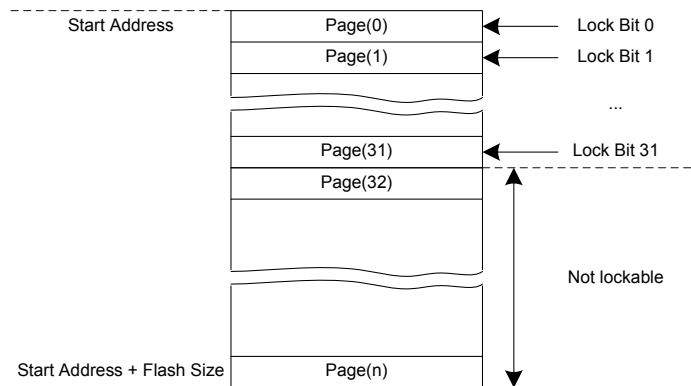 Start Address Page(0) Lock Bit 0
Page(1) Lock Bit 1
...
Page(31) Lock Bit 31
Page(32)
Not lockable
Start Address + Flash Size Page(n)